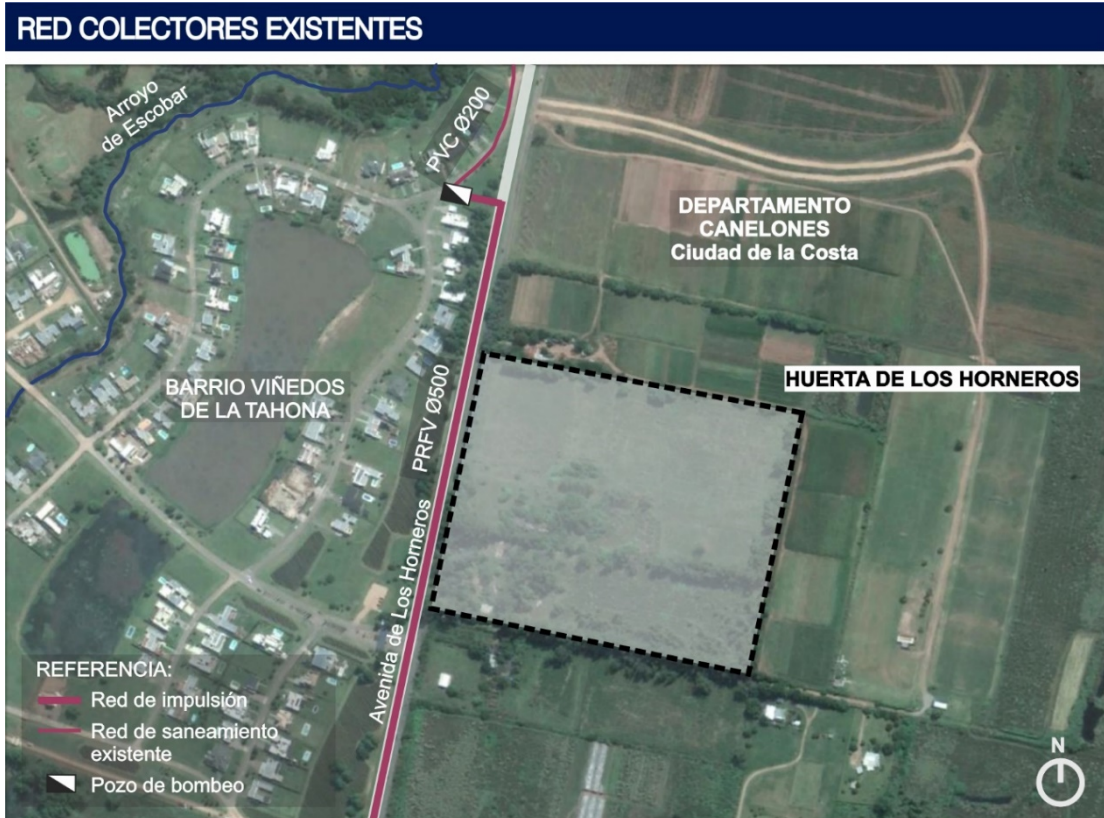 RED COLECTORES EXISTENTES
Arroyo
de Escobar
PVC Ø200
DEPARTAMENTO
CANELONES
Ciudad de la Costa
BARRIO VIÑEDOS
DE LA TAHONA
PRFV Ø500
HUERTA DE LOS HORNEROS
Avenida de Los Horneros
REFERENCIA:
Red de impulsión
Red de saneamiento
existente
Pozo de bombeo
N